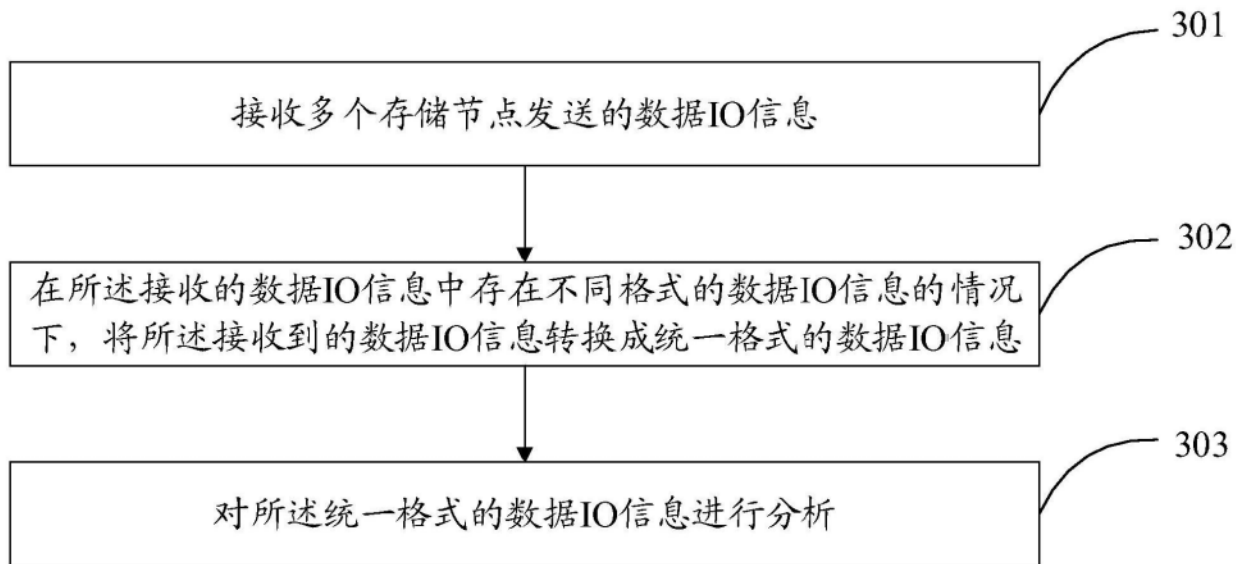 301
接收多个存储节点发送的数据IO信息
302
在所述接收的数据IO信息中存在不同格式的数据IO信息的情况
下，将所述接收到的数据IO信息转换成统一格式的数据IO信息
303
对所述统一格式的数据IO信息进行分析